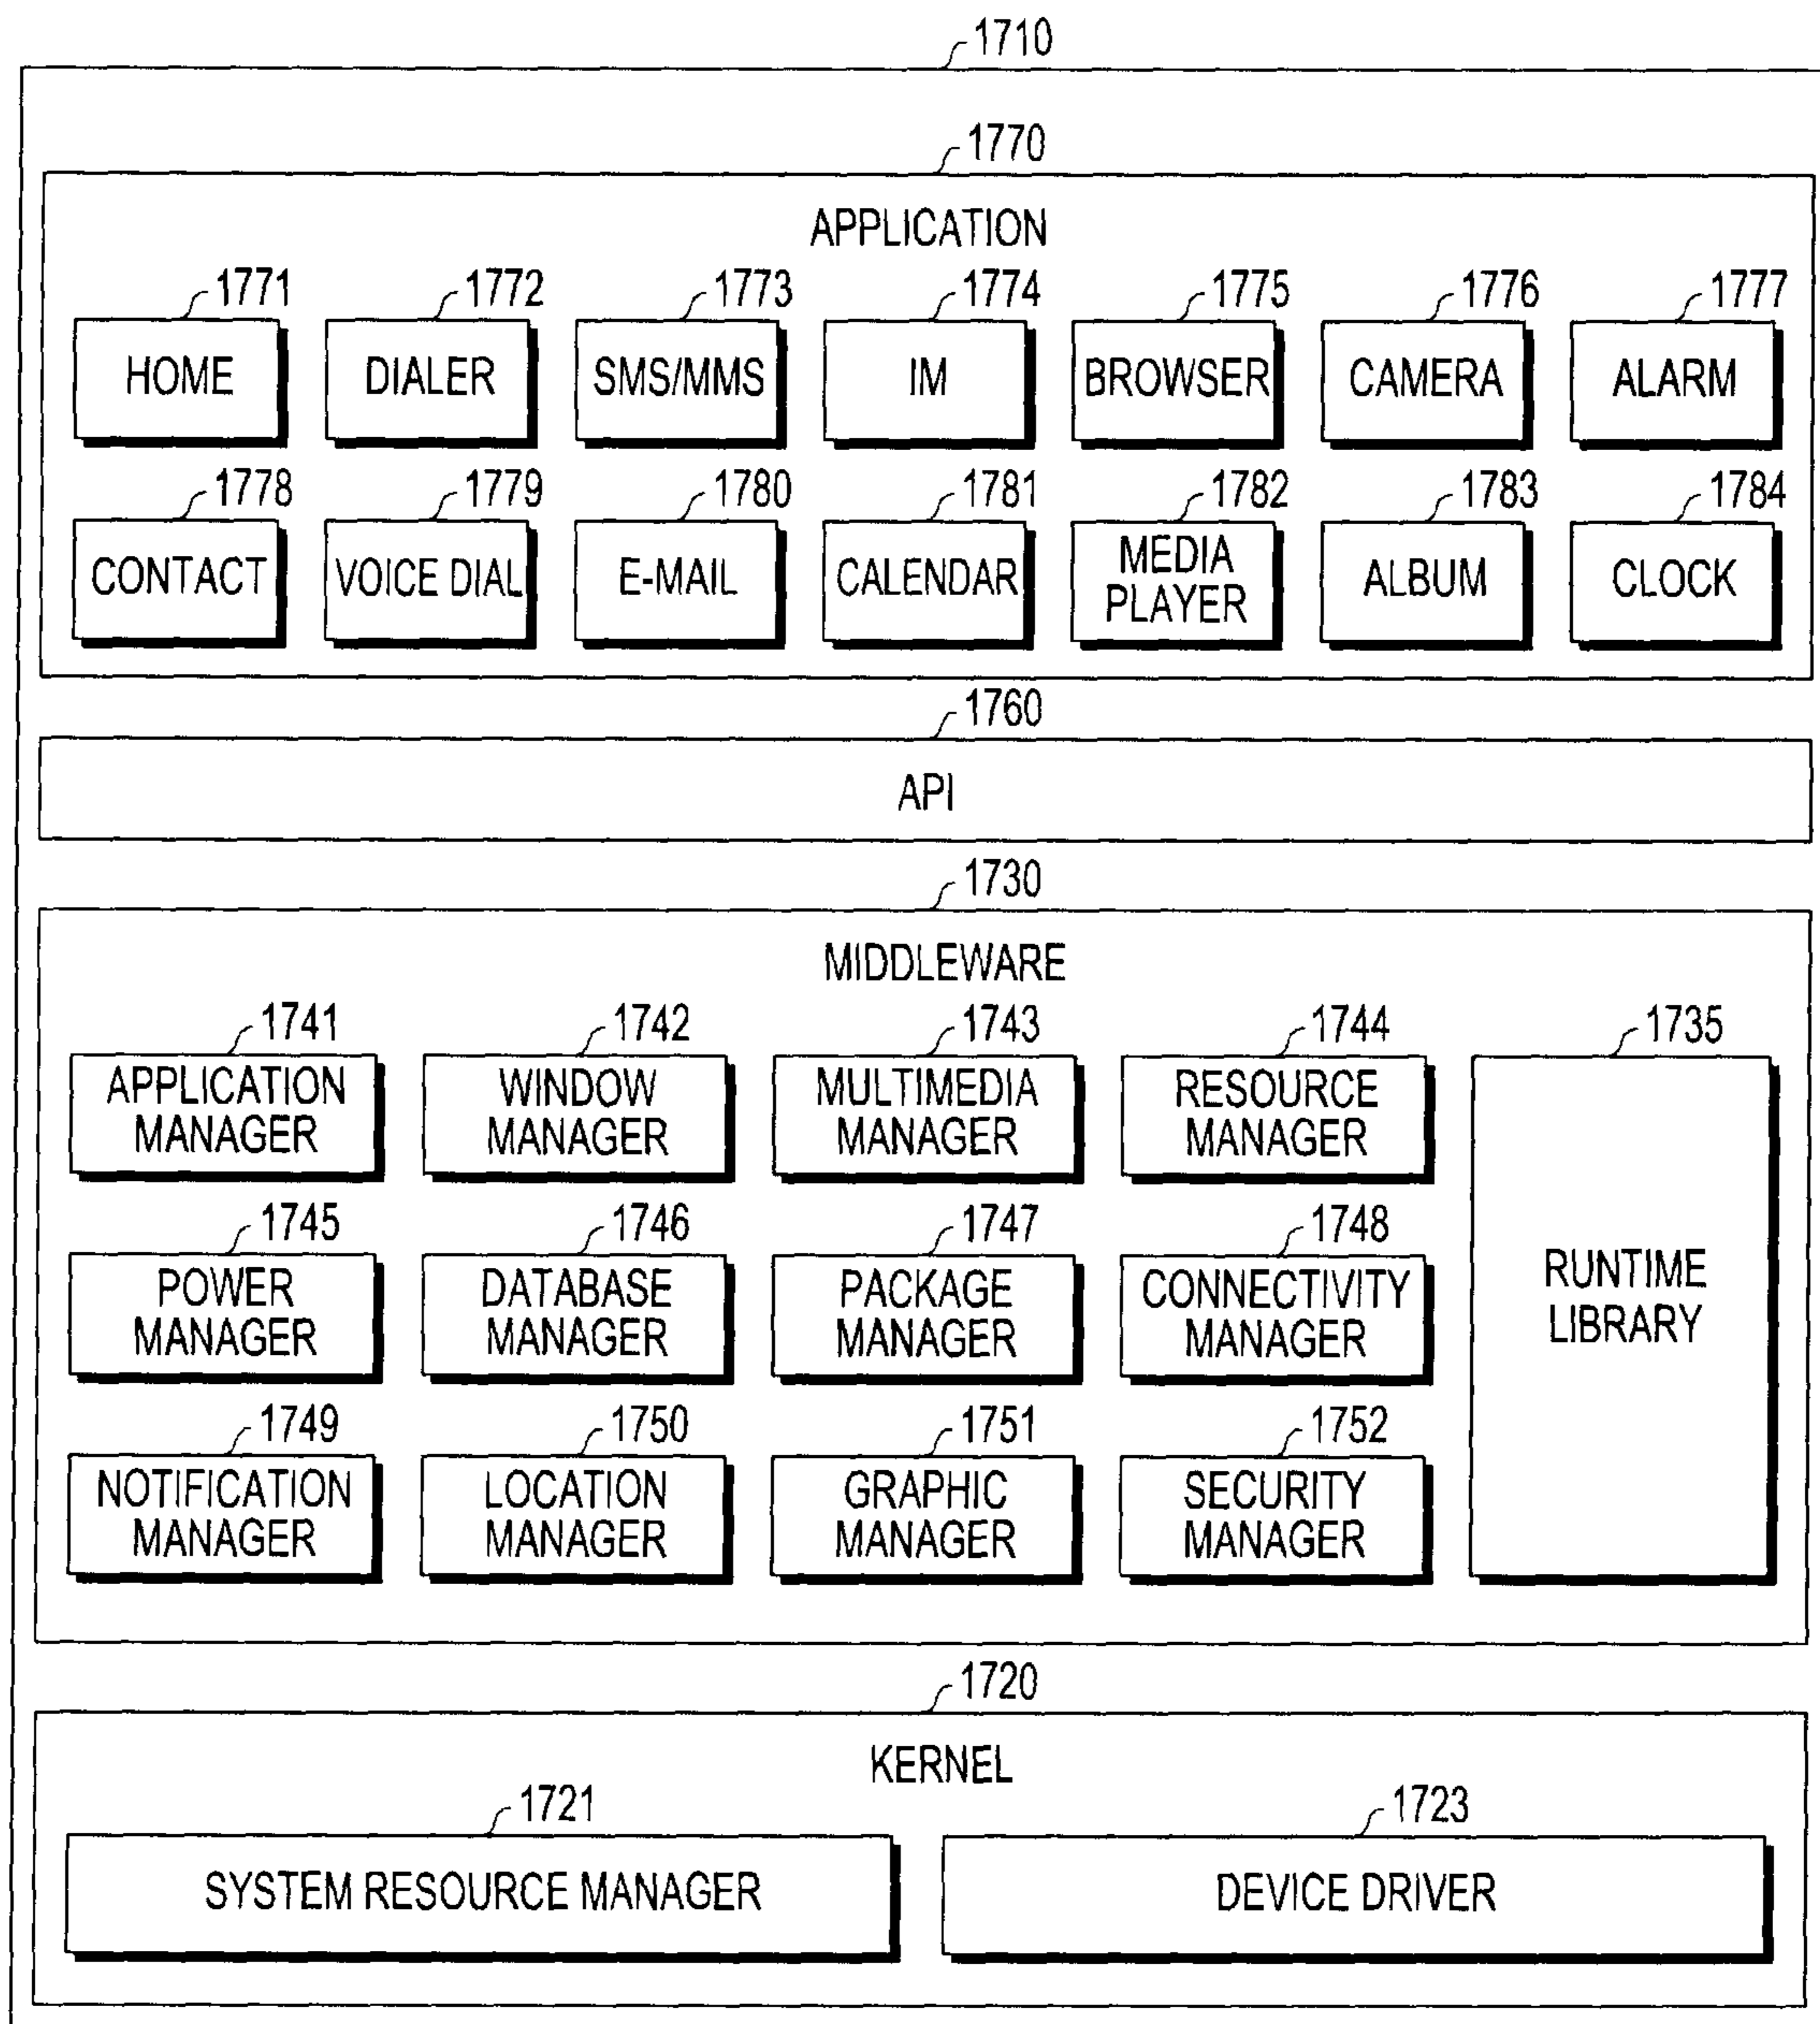 1710
1770
APPLICATION
1771 1772 1773 1774 1775 1776 1777
HOME DIALER SMS/MMS IM BROWSER CAMERA ALARM
1778 1779 1780 1781 1782 1783 1784
CONTACT VOICE DIAL E-MAIL CALENDAR MEDIA PLAYER ALBUM CLOCK
1760
API
1730
MIDDLEWARE
1741 1742 1743 1744 1735
APPLICATION MANAGER WINDOW MANAGER MULTIMEDIA MANAGER RESOURCE MANAGER
1745 1746 1747 1748
POWER MANAGER DATABASE MANAGER PACKAGE MANAGER CONNECTIVITY MANAGER RUNTIME LIBRARY
1749 1750 1751 1752
NOTIFICATION MANAGER LOCATION MANAGER GRAPHIC MANAGER SECURITY MANAGER
1720
KERNEL
1721 1723
SYSTEM RESOURCE MANAGER DEVICE DRIVER